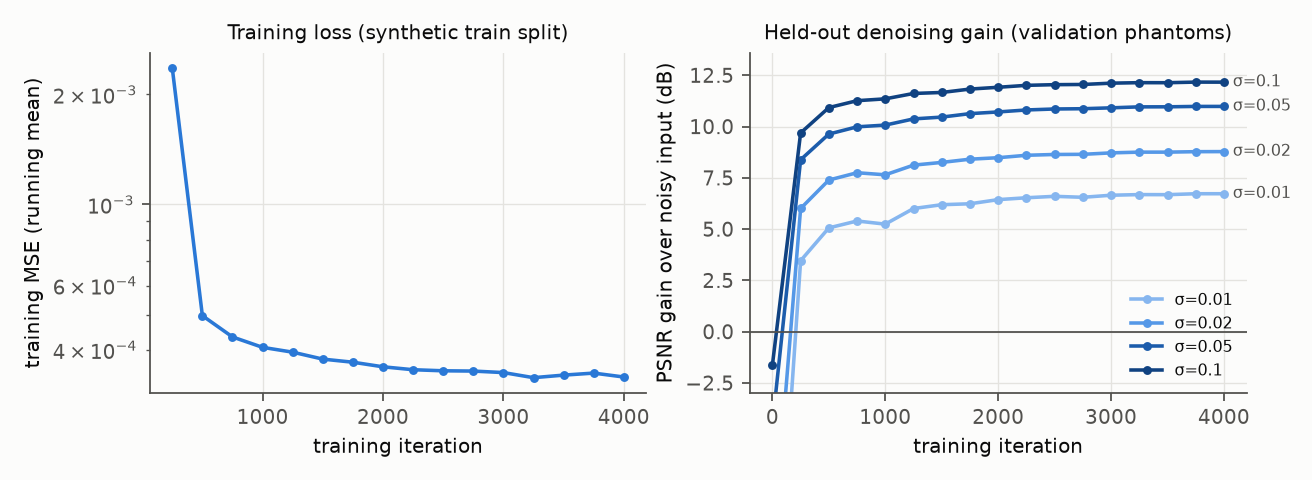 Training loss (synthetic train split)
training MSE (running mean)
2 × 10⁻³
10⁻³
6 × 10⁻⁴
4 × 10⁻⁴
1000 2000 3000 4000
training iteration
Held-out denoising gain (validation phantoms)
PSNR gain over noisy input (dB)
12.5
10.0
7.5
5.0
2.5
0.0
−2.5
σ=0.1
σ=0.05
σ=0.02
σ=0.01
σ=0.01
σ=0.02
σ=0.05
σ=0.1
0 1000 2000 3000 4000
training iteration